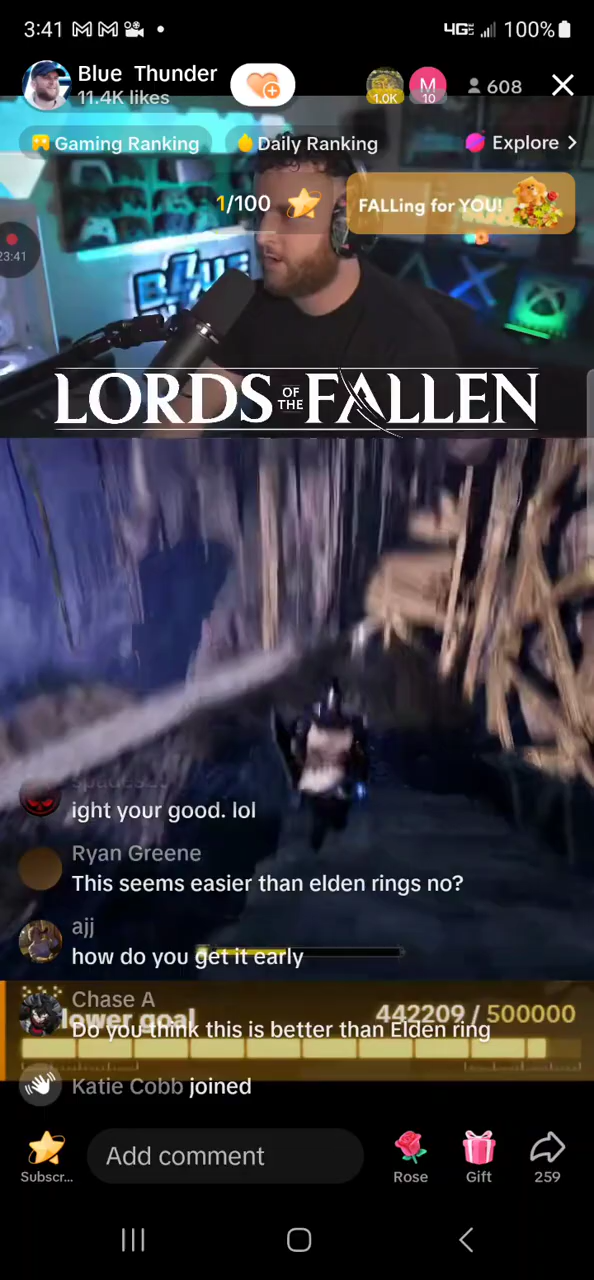 3:41
4G
100%
Blue Thunder
11.4K likes
1.0K
M
10
608
Gaming Ranking
Daily Ranking
Explore >
1/100
FALLing for YOU!
23:41
BLUE
LORDS OF THE FALLEN
ight your good. lol
Ryan Greene
This seems easier than elden rings no?
ajj
how do you get it early
Chase A
lower goal
442209 / 500000
Do you think this is better than Elden ring
Katie Cobb joined
Subscr...
Add comment
Rose
Gift
259